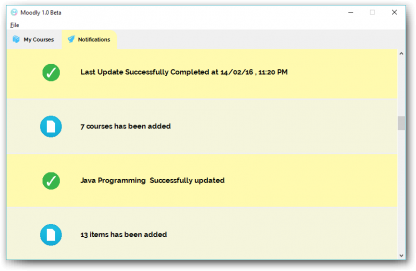 Moodly 1.0 Beta
File
My Courses Notifications
Last Update Successfully Completed at 14/02/16 , 11:20 PM
7 courses has been added
Java Programming Successfully updated
13 items has been added